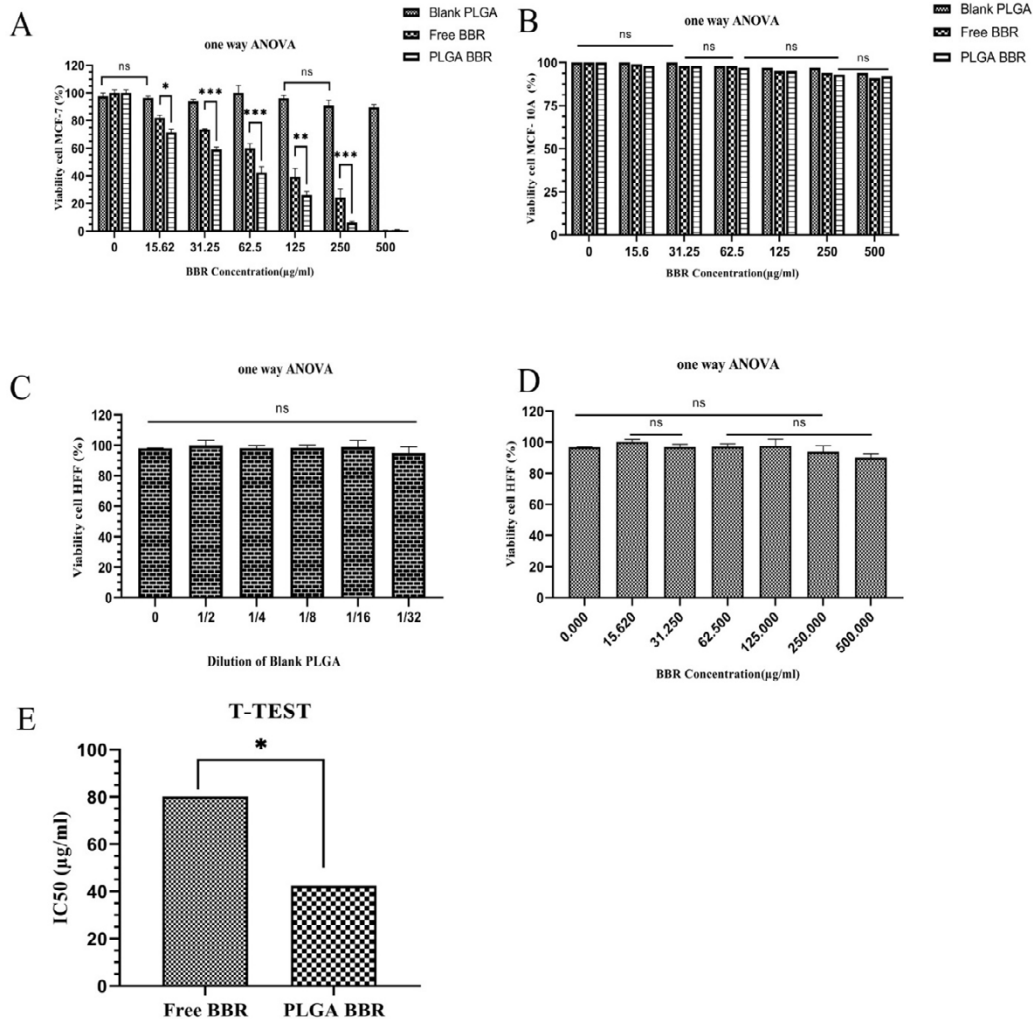 A
one way ANOVA
Blank PLGA
Free BBR
PLGA BBR
Viability cell MCF-7 (%)
120
100
80
60
40
20
0
ns
*
***
***
**
ns
***
0 15.62 31.25 62.5 125 250 500
BBR Concentration(µg/ml)
B
one way ANOVA
Blank PLGA
Free BBR
PLGA BBR
Viability cell MCF- 10A (%)
100
75
50
25
0
ns
ns
ns
ns
0 15.6 31.25 62.5 125 250 500
BBR Concentration(µg/ml)
C
one way ANOVA
Viability cell HFF (%)
120
100
80
60
40
20
0
ns
0 1/2 1/4 1/8 1/16 1/32
Dilution of Blank PLGA
D
one way ANOVA
Viability cell HFF (%)
120
100
80
60
40
20
0
ns
ns
ns
0.000 15.620 31.250 62.500 125.000 250.000 500.000
BBR Concentration(µg/ml)
E
T-TEST
IC50 (µg/ml)
100
80
60
40
20
0
*
Free BBR PLGA BBR